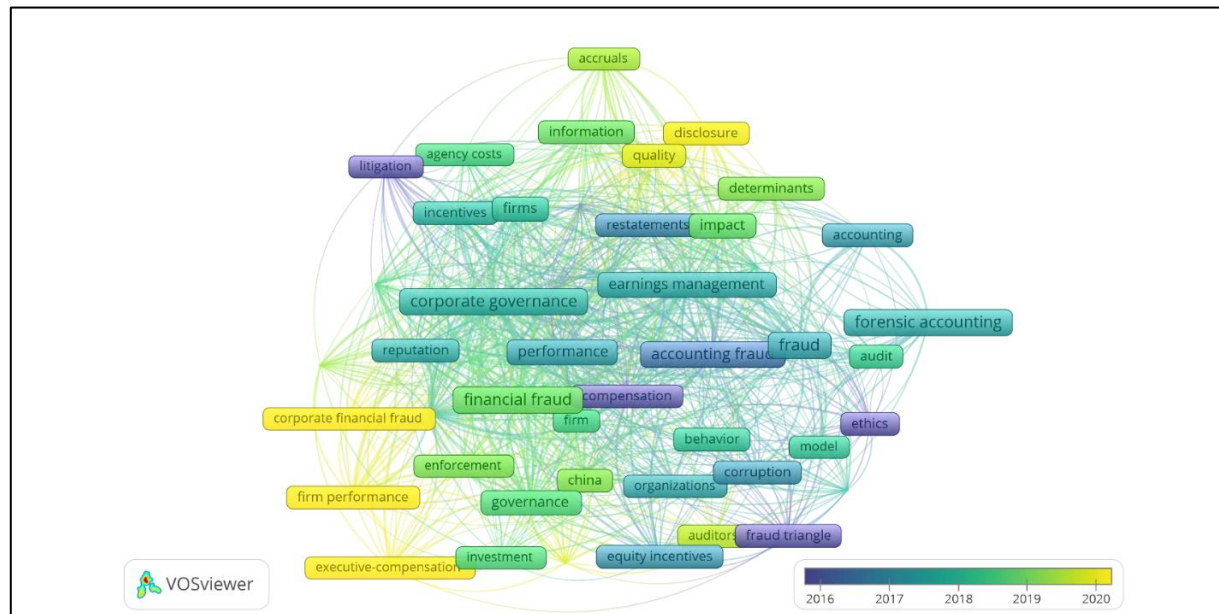 accruals
information
disclosure
litigation
agency costs
quality
determinants
incentives
firms
restatements
impact
accounting
corporate governance
earnings management
forensic accounting
reputation
performance
accounting fraud
fraud
audit
financial fraud
compensation
corporate financial fraud
firm
ethics
behavior
model
enforcement
china
organizations
corruption
firm performance
governance
auditors
fraud triangle
executive-compensation
investment
equity incentives
VOSviewer
2016 2017 2018 2019 2020